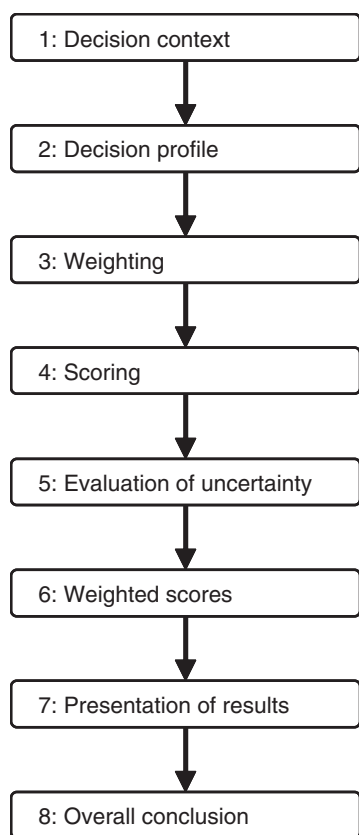 1: Decision context
2: Decision profile
3: Weighting
4: Scoring
5: Evaluation of uncertainty
6: Weighted scores
7: Presentation of results
8: Overall conclusion